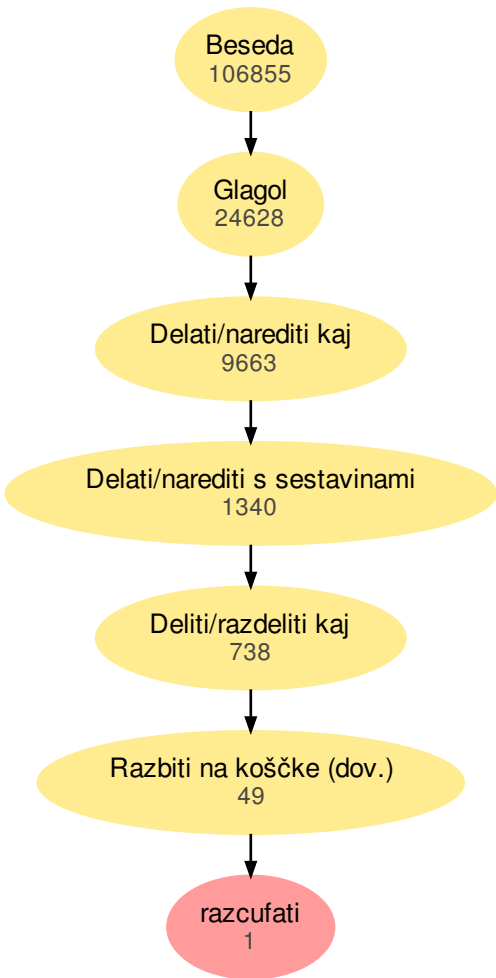 Beseda
106855
Glagol
24628
Delati/narediti kaj
9663
Delati/narediti s sestavinami
1340
Deliti/razdeliti kaj
738
Razbiti na koščke (dov.)
49
razcufati
1